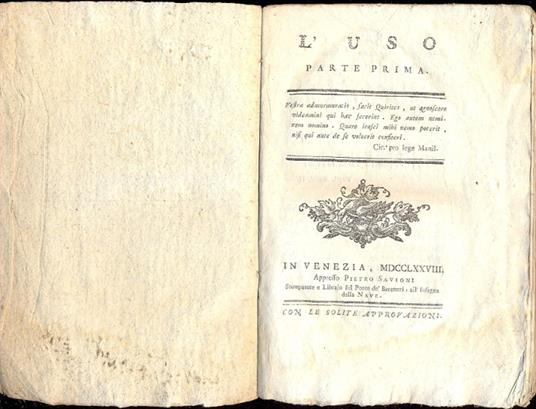 L' USO
PARTE PRIMA.
Vestra admurmuratio, facit Quirites, ut agnoscere
videamini qui hæc fecerint. Ego autem nemi-
nem nomino. Quare irasci mihi nemo poterit,
nisi qui ante de se voluerit confiteri.
Cic. pro lege Manil.
IN VENEZIA, MDCCLXXVIII,
Appresso PIETRO SAVIONI
Stampatore e Librajo sul Ponte de' Baretteri, all' Insegna
della NAVE.
CON LE SOLITE APPROVAZIONI.